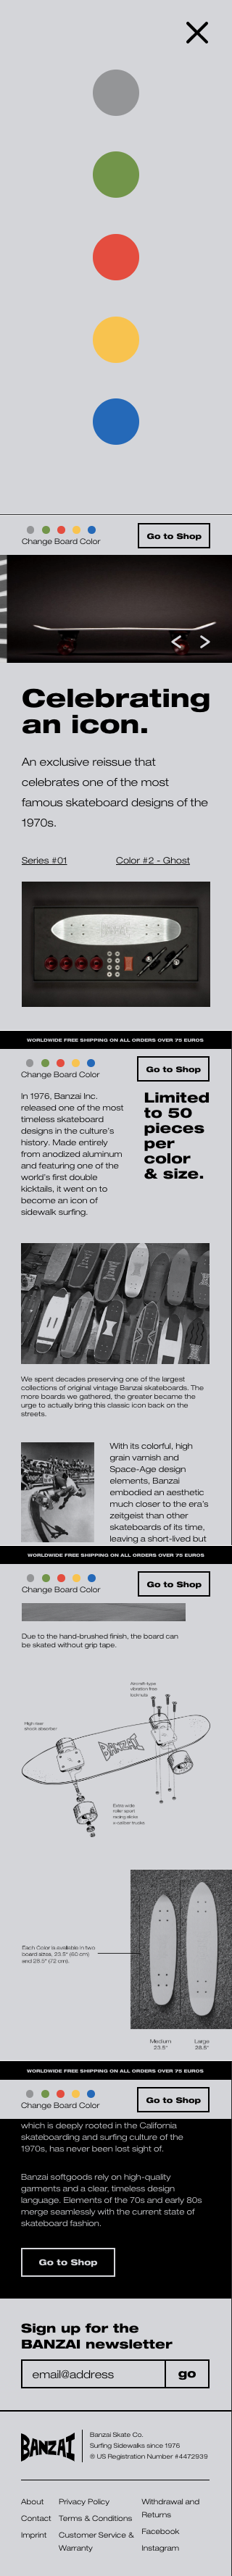 Change Board Color
Go to Shop
Celebrating
an icon.
An exclusive reissue that
celebrates one of the most
famous skateboard designs of the
1970s.
Series #01
Color #2 - Ghost
WORLDWIDE FREE SHIPPING ON ALL ORDERS OVER 75 EUROS
Change Board Color
Go to Shop
In 1976, Banzai Inc.
released one of the most
timeless skateboard
designs in the culture's
history. Made entirely
from anodized aluminum
and featuring one of the
world's first double
kicktails, it went on to
become an icon of
sidewalk surfing.
Limited
to 50
pieces
per
color
& size.
We spent decades preserving one of the largest
collections of original vintage Banzai skateboards. The
more boards we gathered, the greater became the
urge to actually bring this classic icon back on the
streets.
With its colorful, high
grain varnish and
Space-Age design
elements, Banzai
embodied an aesthetic
much closer to the era's
zeitgeist than other
skateboards of its time,
leaving a short-lived but
WORLDWIDE FREE SHIPPING ON ALL ORDERS OVER 75 EUROS
Change Board Color
Go to Shop
Due to the hand-brushed finish, the board can
be skated without grip tape.
Aircraft-type
vibration free
lock nuts
High rear
shock absorber
BANZAI
Extra wide
roller sport
racing slicks
x-caliber trucks
Each Color is available in two
board sizes, 23.5" (60 cm)
and 28.5" (72 cm).
Medium
23.5"
Large
28.5"
WORLDWIDE FREE SHIPPING ON ALL ORDERS OVER 75 EUROS
Change Board Color
Go to Shop
which is deeply rooted in the California
skateboarding and surfing culture of the
1970s, has never been lost sight of.
Banzai softgoods rely on high-quality
garments and a clear, timeless design
language. Elements of the 70s and early 80s
merge seamlessly with the current state of
skateboard fashion.
Go to Shop
Sign up for the
BANZAI newsletter
email@address
go
BANZAI
Banzai Skate Co.
Surfing Sidewalks since 1976
® US Registration Number #4472939
About
Contact
Imprint
Privacy Policy
Terms & Conditions
Customer Service &
Warranty
Withdrawal and
Returns
Facebook
Instagram